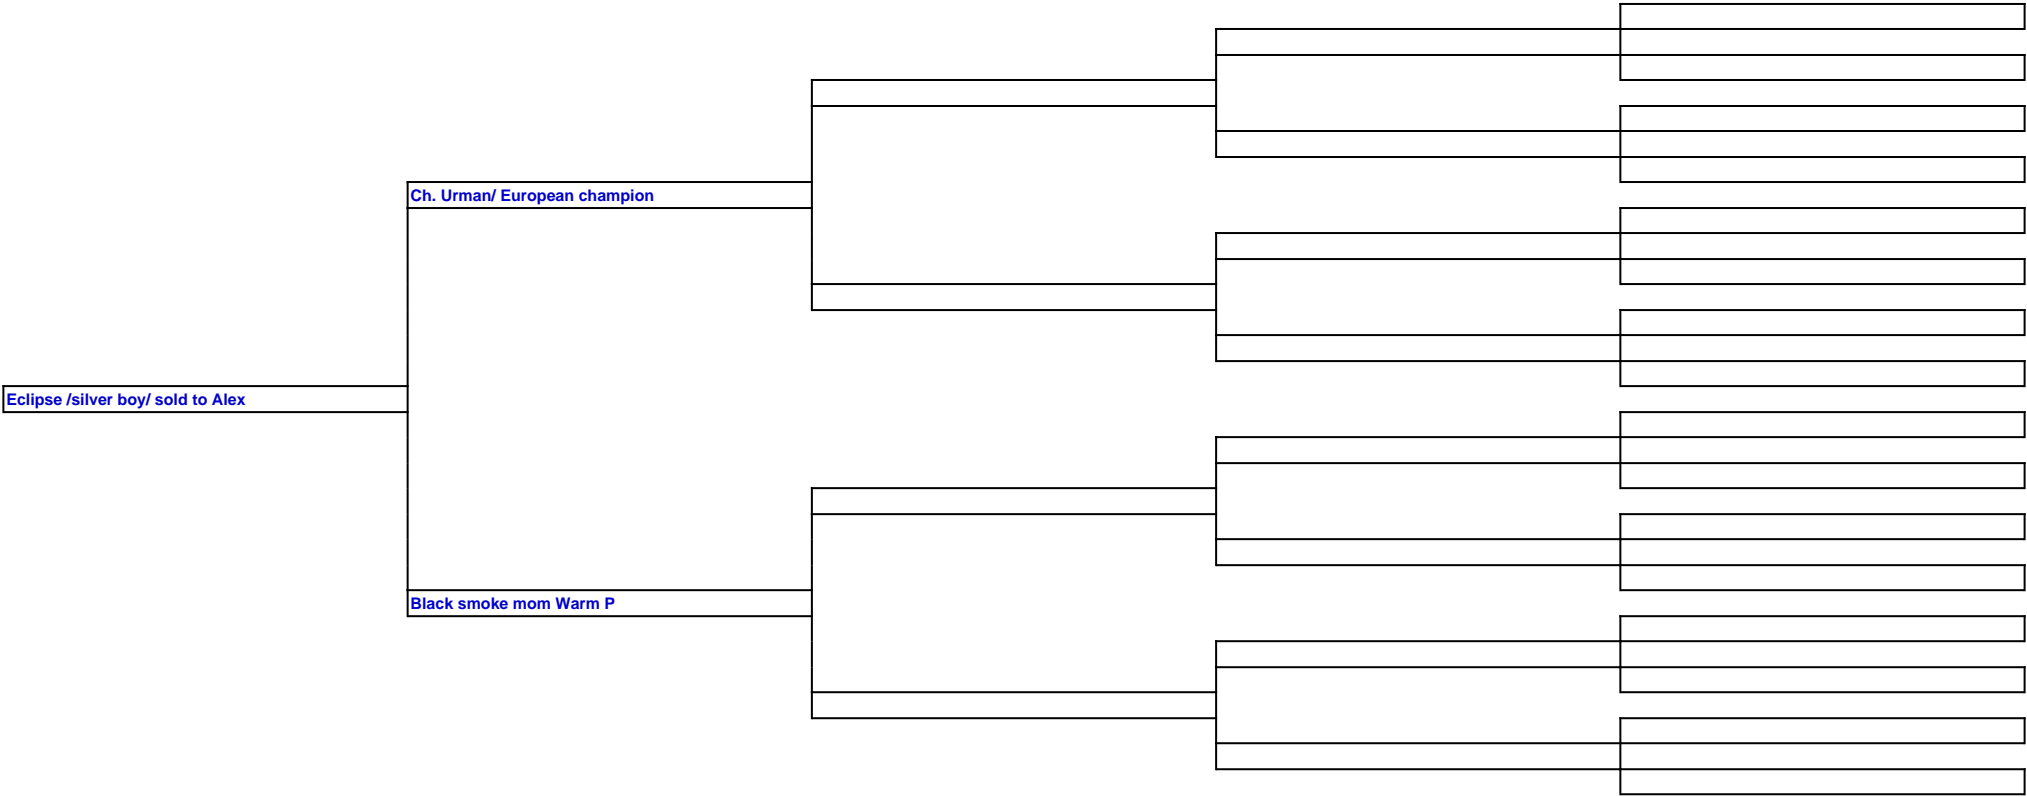 Ch. Urman/ European champion
Eclipse /silver boy/ sold to Alex
Black smoke mom Warm P